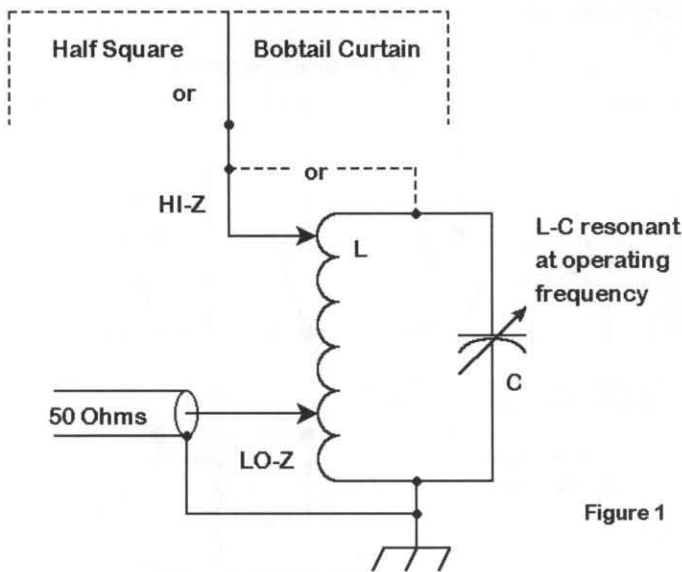 Half Square
Bobtail Curtain
or
or
HI-Z
L
L-C resonant
at operating
frequency
C
50 Ohms
LO-Z
Figure 1